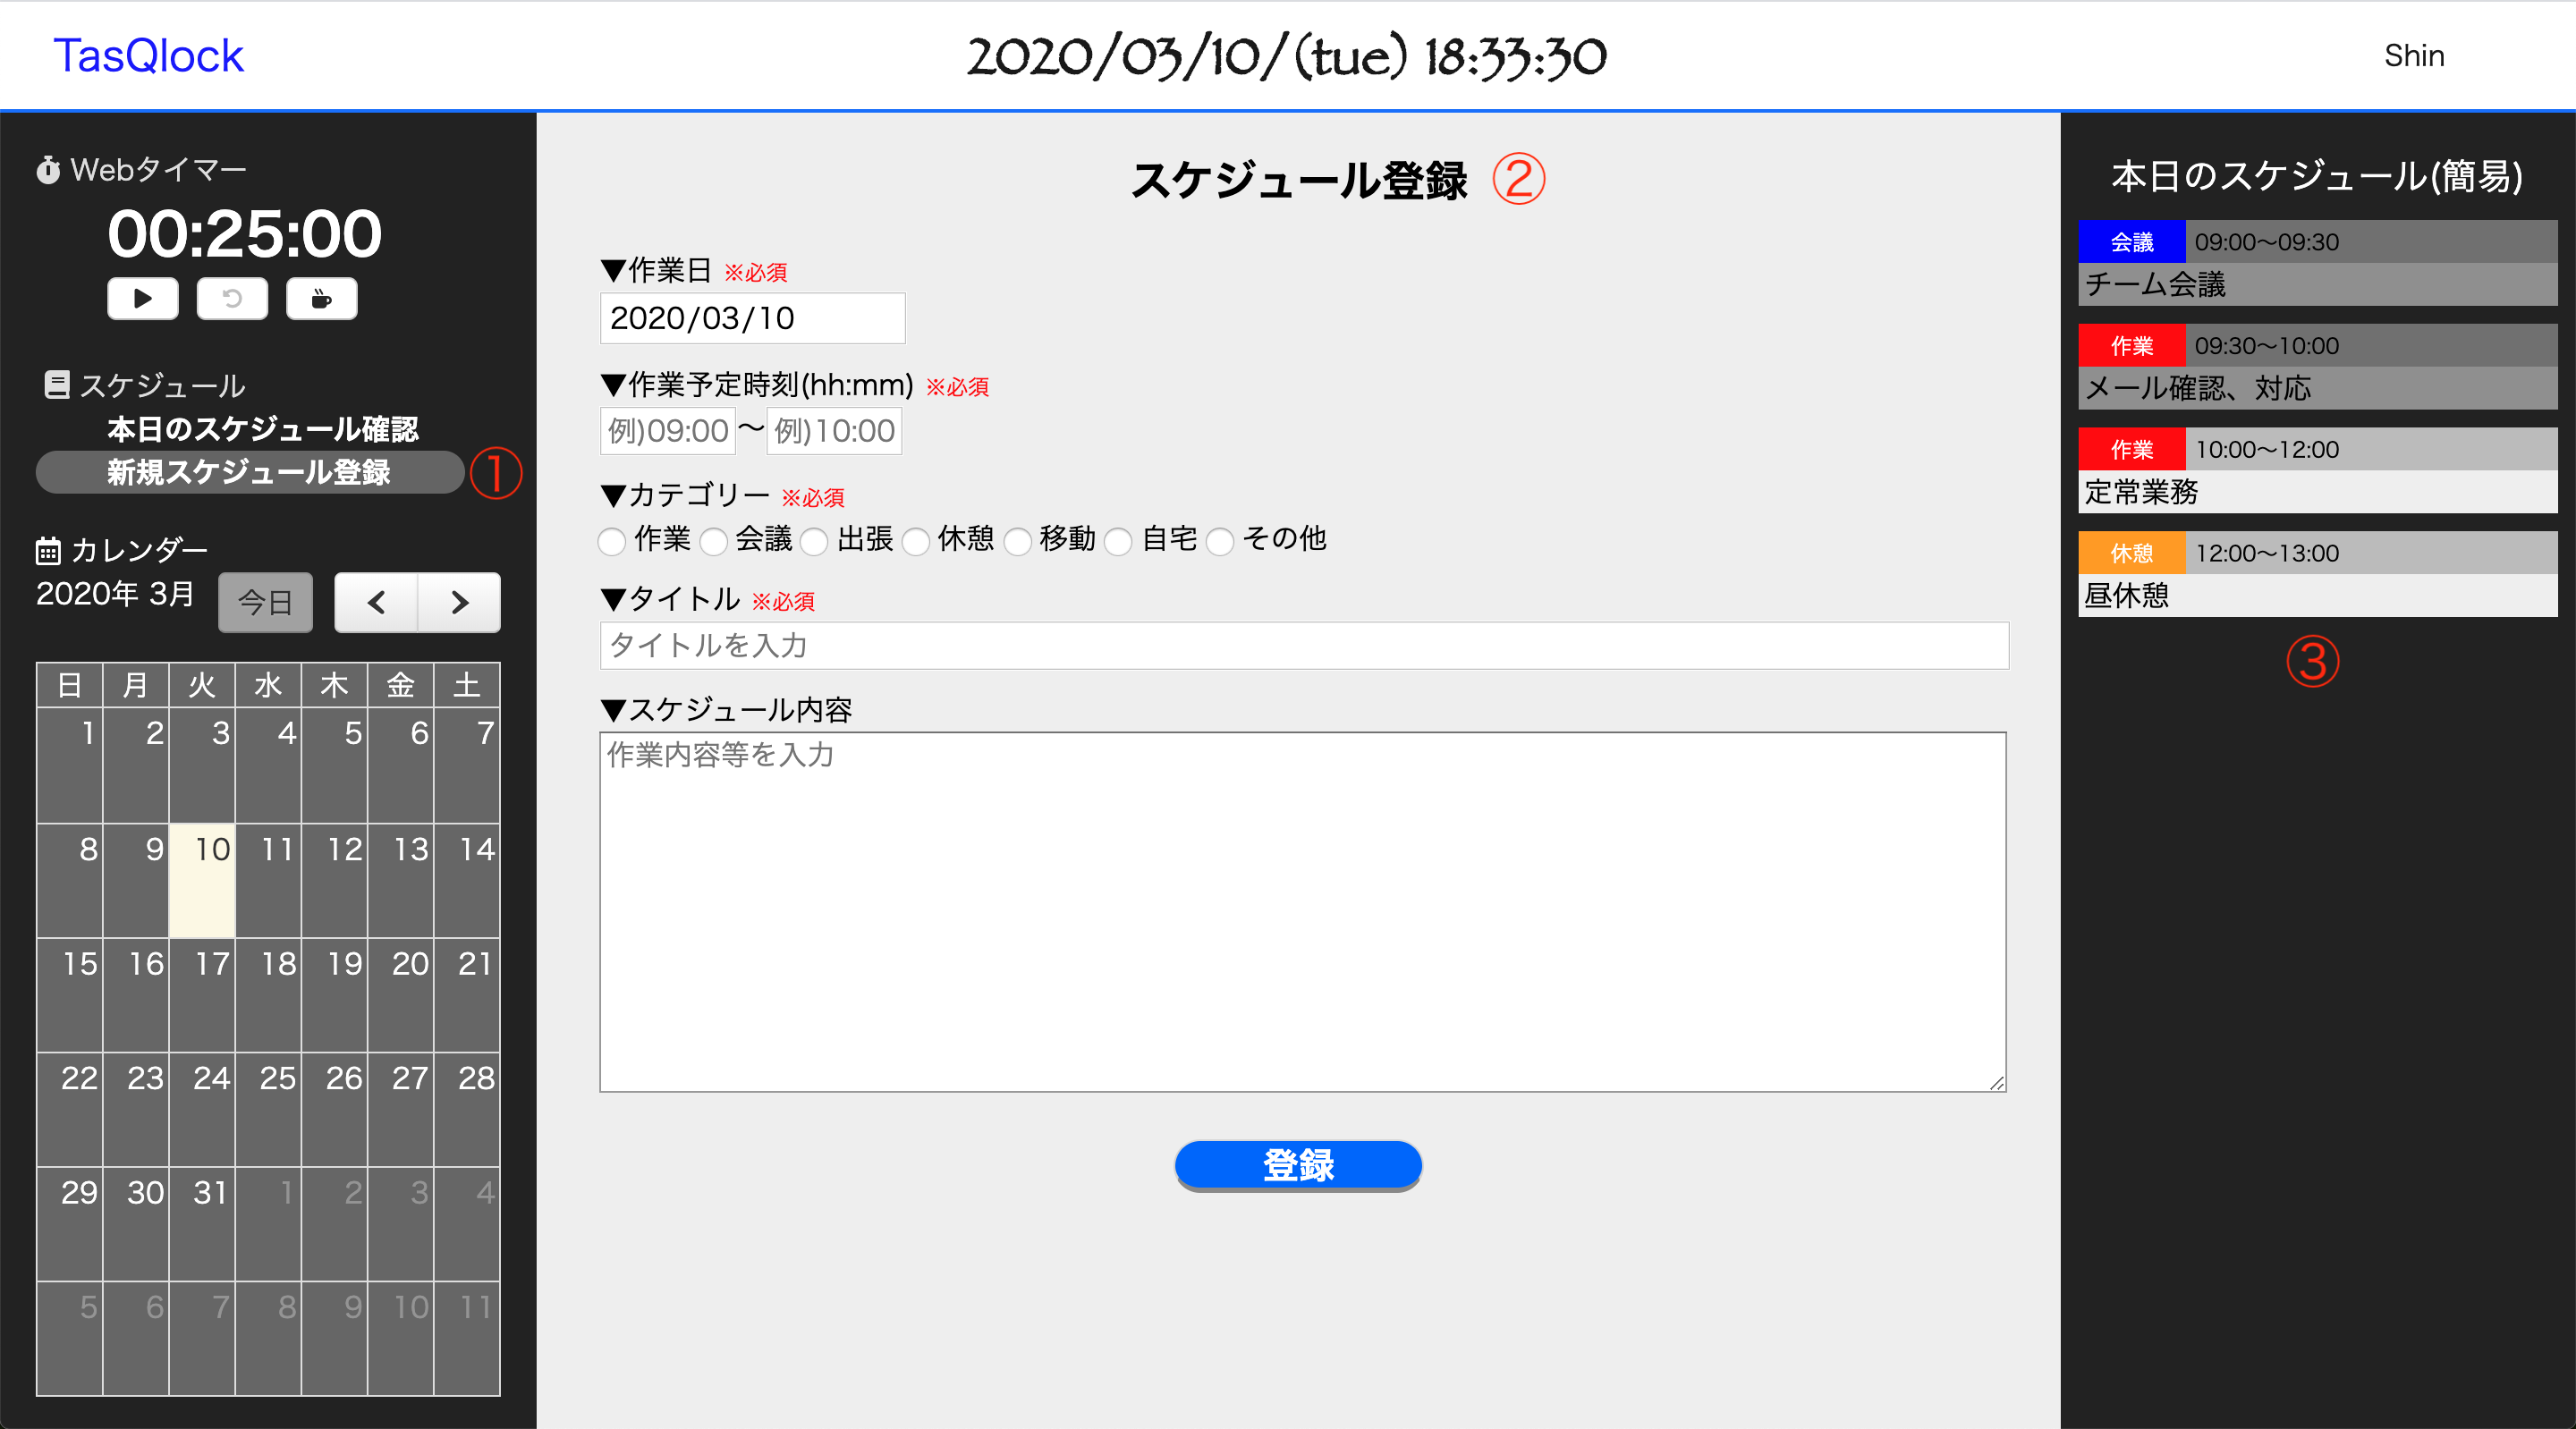 TasQlock
2020/03/10/(tue) 18:33:30
Shin
Webタイマー
00:25:00
スケジュール
本日のスケジュール確認
新規スケジュール登録 ①
カレンダー
2020年 3月 今日
日 月 火 水 木 金 土
1 2 3 4 5 6 7
8 9 10 11 12 13 14
15 16 17 18 19 20 21
22 23 24 25 26 27 28
29 30 31 1 2 3 4
5 6 7 8 9 10 11
スケジュール登録 ②
▼作業日 ※必須
2020/03/10
▼作業予定時刻(hh:mm) ※必須
例)09:00 〜 例)10:00
▼カテゴリー ※必須
作業 会議 出張 休憩 移動 自宅 その他
▼タイトル ※必須
タイトルを入力
▼スケジュール内容
作業内容等を入力
登録
本日のスケジュール(簡易)
会議 09:00〜09:30
チーム会議
作業 09:30〜10:00
メール確認、対応
作業 10:00〜12:00
定常業務
休憩 12:00〜13:00
昼休憩
③